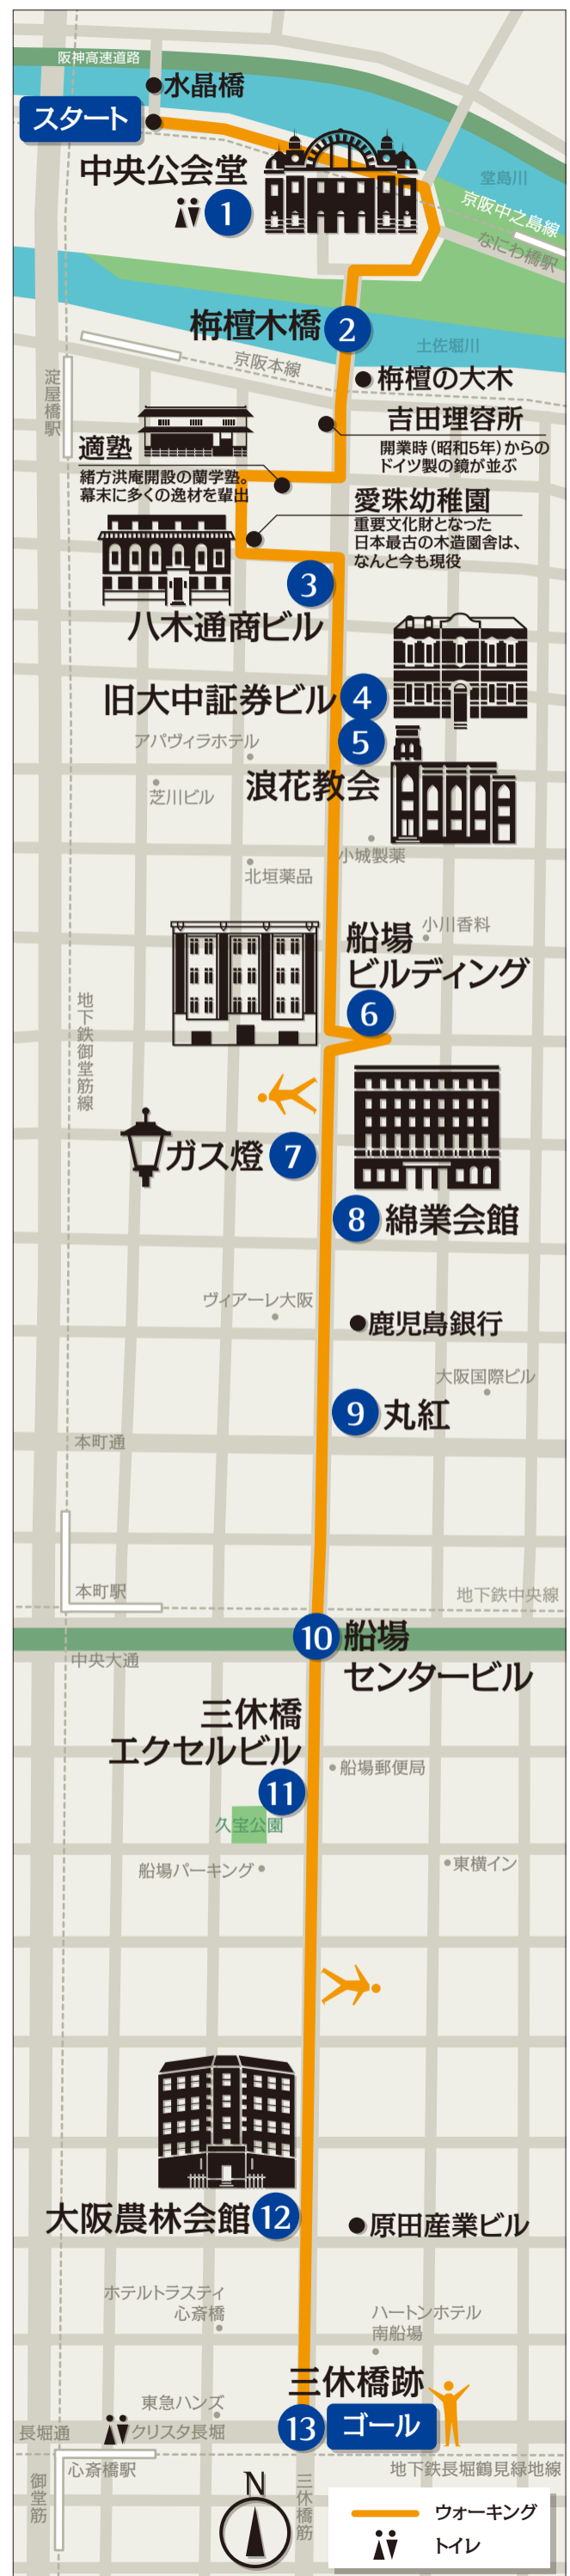 阪神高速道路
水晶橋
スタート
中央公会堂
1
堂島川
京阪中之島線
なにわ橋駅
栴檀木橋
2
土佐堀川
京阪本線
栴檀の大木
淀屋橋駅
吉田理容所
開業時（昭和5年）からの
ドイツ製の鏡が並ぶ
適塾
緒方洪庵開設の蘭学塾。
幕末に多くの逸材を輩出
愛珠幼稚園
重要文化財となった
日本最古の木造園舎は、
なんと今も現役
3
八木通商ビル
旧大中証券ビル
4
5
アパヴィラホテル
浪花教会
芝川ビル
小城製薬
北垣薬品
小川香料
船場
ビルディング
6
地下鉄御堂筋線
ガス燈
7
8
綿業会館
ヴィアーレ大阪
鹿児島銀行
大阪国際ビル
9
丸紅
本町通
本町駅
地下鉄中央線
10
船場
センタービル
中央大通
三休橋
エクセルビル
船場郵便局
11
久宝公園
船場パーキング
東横イン
大阪農林会館
12
原田産業ビル
ホテルトラスティ
心斎橋
ハートンホテル
南船場
三休橋跡
東急ハンズ
13
ゴール
長堀通
クリスタ長堀
心斎橋駅
地下鉄長堀鶴見緑地線
御堂筋
N
三休橋筋
ウォーキング
トイレ